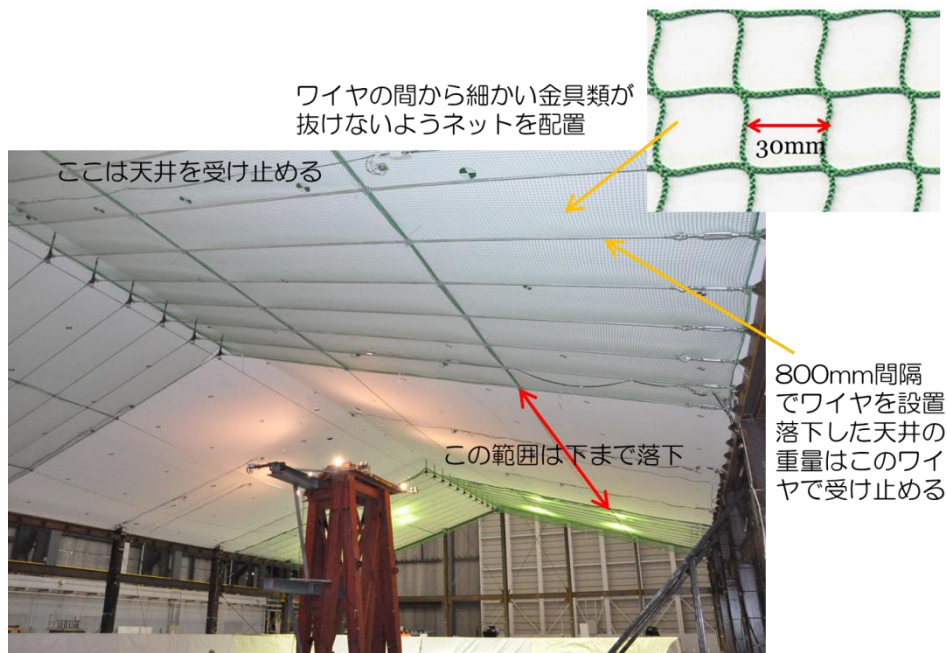 ワイヤの間から細かい金具類が
抜けないようネットを配置
30mm
ここは天井を受け止める
800mm間隔
でワイヤを設置
落下した天井の
重量はこのワイ
ヤで受け止める
この範囲は下まで落下